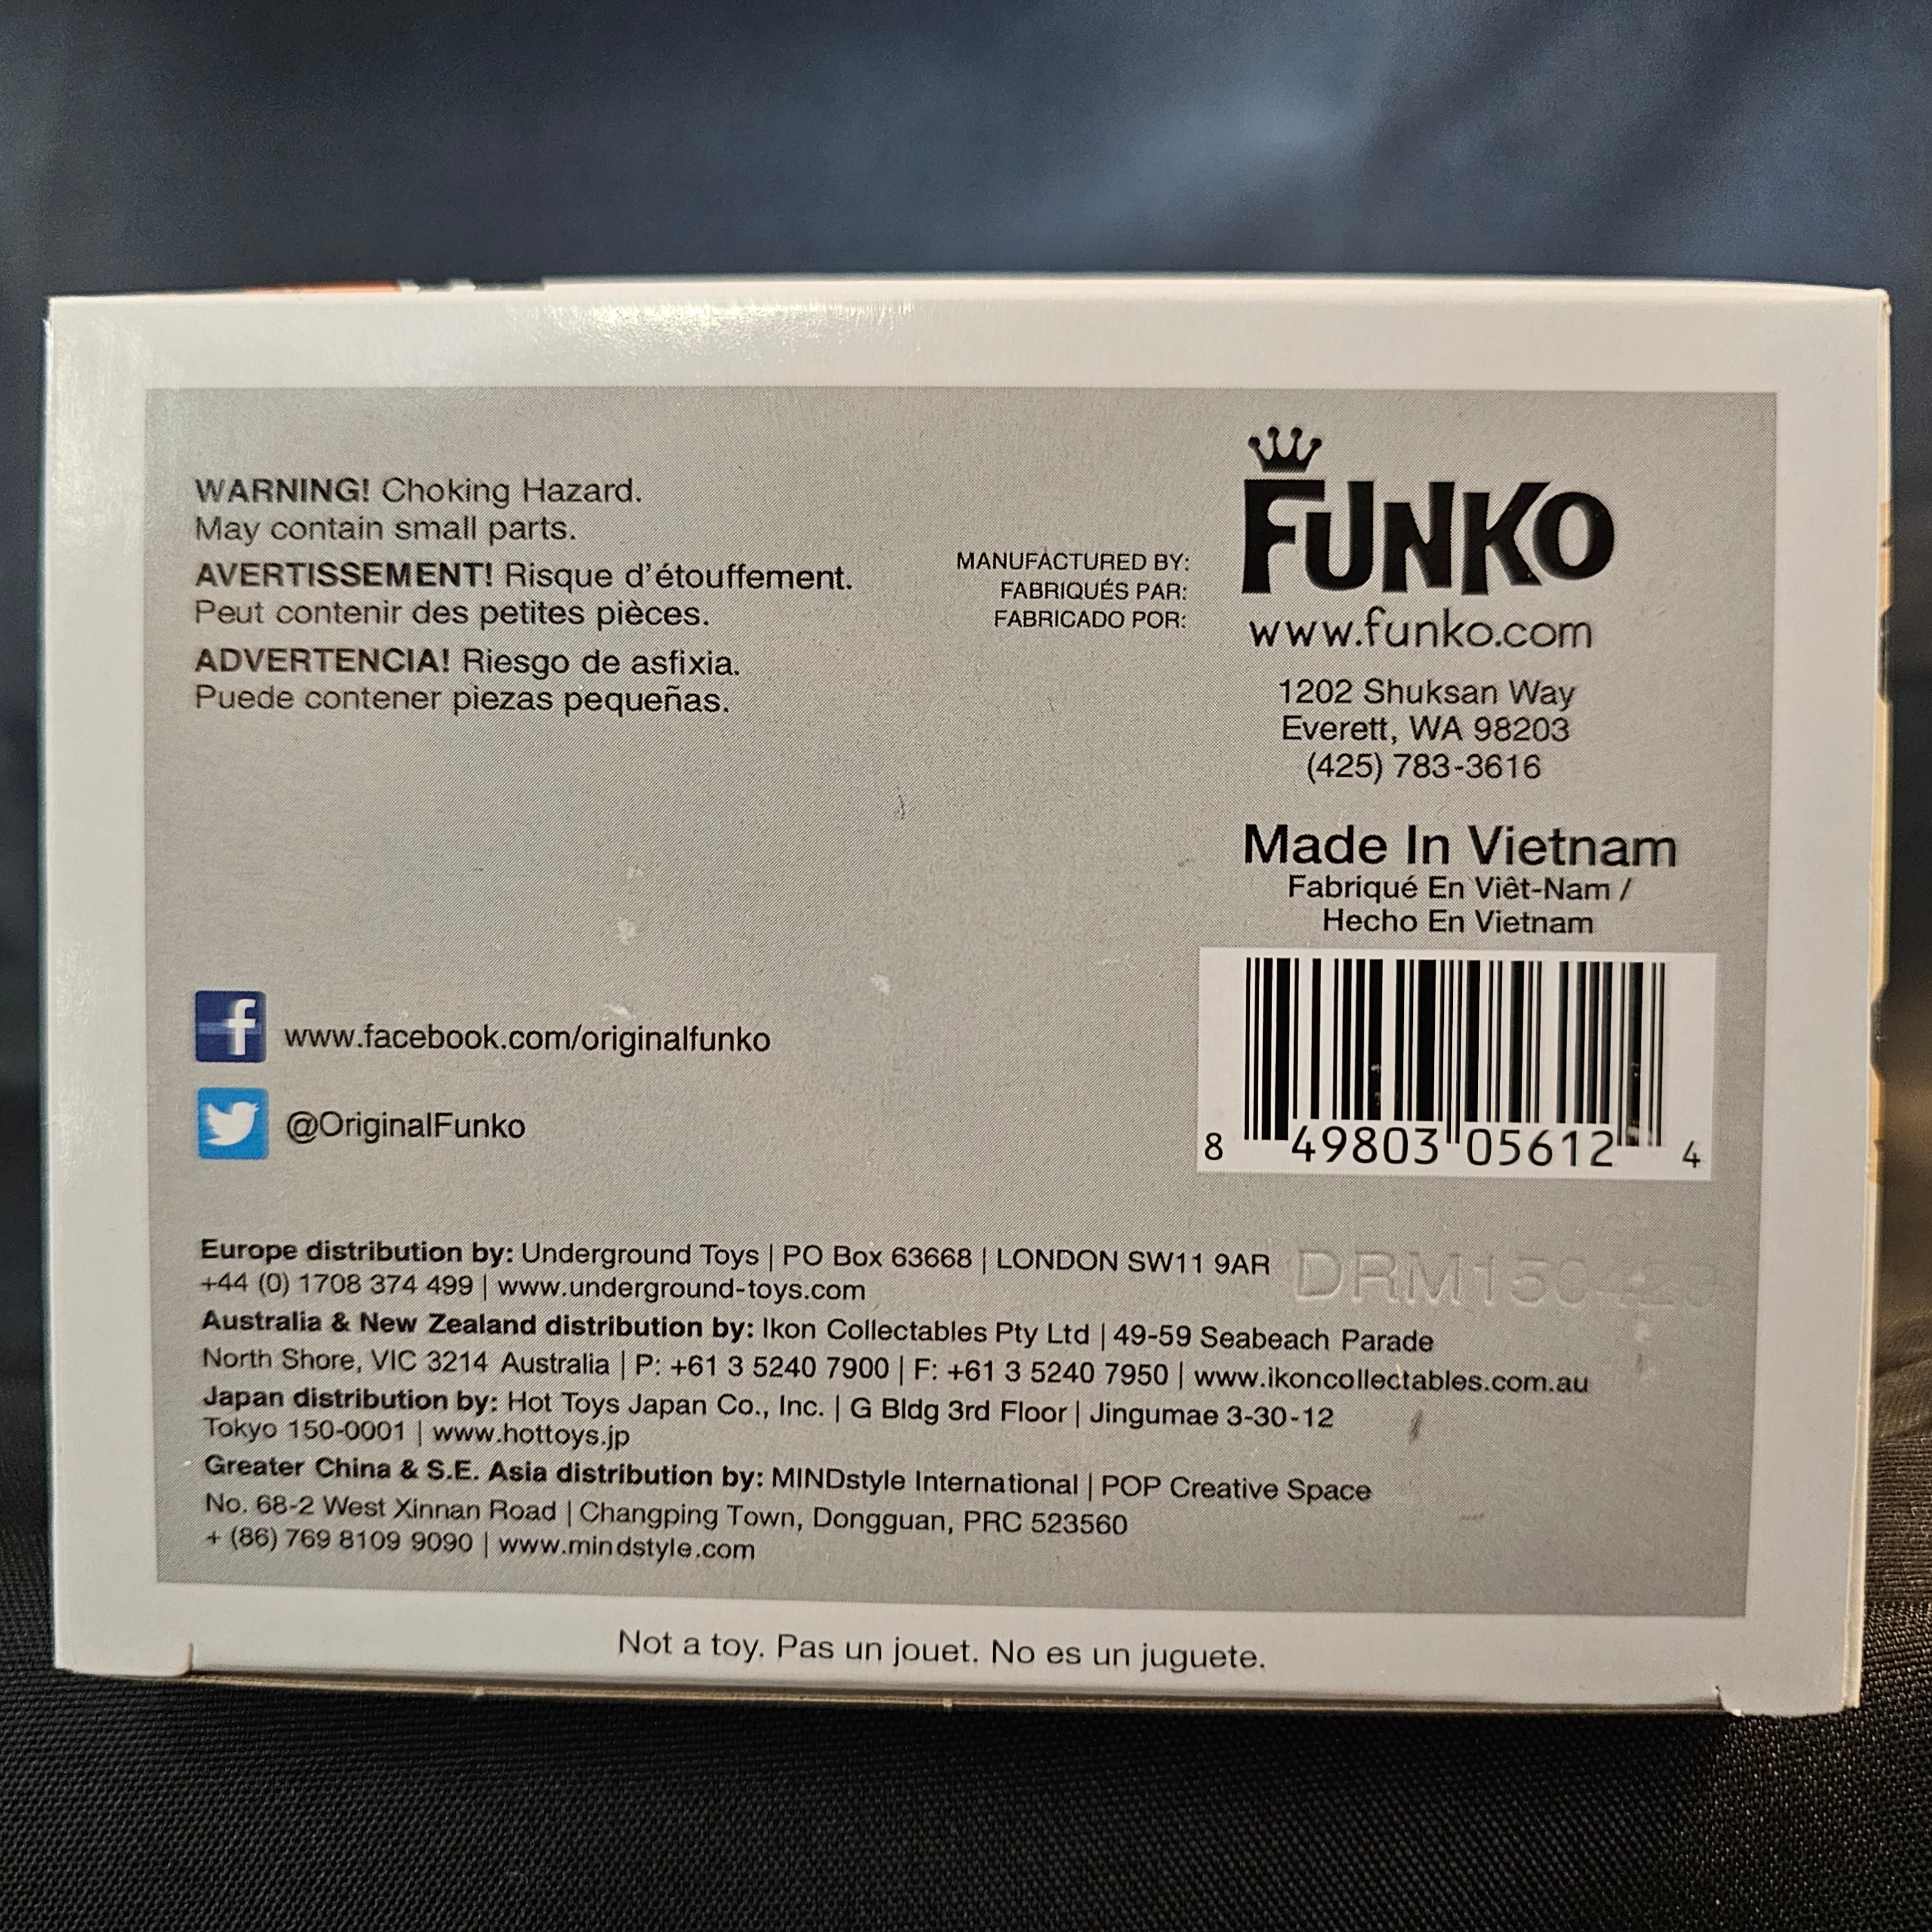 WARNING! Choking Hazard.
May contain small parts.
AVERTISSEMENT! Risque d'étouffement.
Peut contenir des petites pièces.
ADVERTENCIA! Riesgo de asfixia.
Puede contener piezas pequeñas.
MANUFACTURED BY:
FABRIQUÉS PAR:
FABRICADO POR:
FUNKO
www.funko.com
1202 Shuksan Way
Everett, WA 98203
(425) 783-3616
Made In Vietnam
Fabriqué En Viêt-Nam /
Hecho En Vietnam
8 49803 05612 4
f www.facebook.com/originalfunko
@OriginalFunko
Europe distribution by: Underground Toys | PO Box 63668 | LONDON SW11 9AR
+44 (0) 1708 374 499 | www.underground-toys.com
Australia & New Zealand distribution by: Ikon Collectables Pty Ltd | 49-59 Seabeach Parade
North Shore, VIC 3214 Australia | P: +61 3 5240 7900 | F: +61 3 5240 7950 | www.ikoncollectables.com.au
Japan distribution by: Hot Toys Japan Co., Inc. | G Bldg 3rd Floor | Jingumae 3-30-12
Tokyo 150-0001 | www.hottoys.jp
Greater China & S.E. Asia distribution by: MINDstyle International | POP Creative Space
No. 68-2 West Xinnan Road | Changping Town, Dongguan, PRC 523560
+ (86) 769 8109 9090 | www.mindstyle.com
Not a toy. Pas un jouet. No es un juguete.